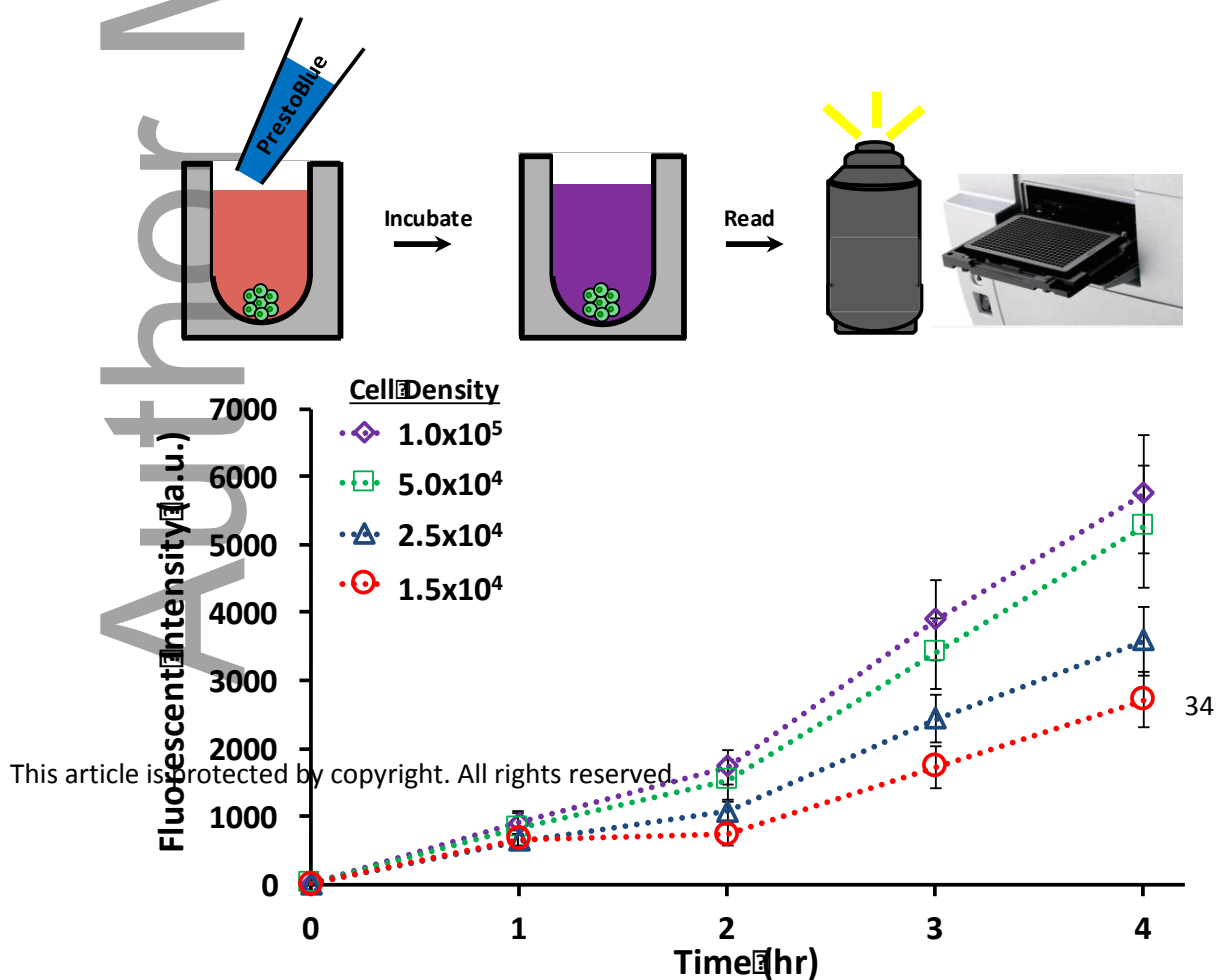 Author M
PrestoBlue
Incubate
Read
Cell Density
1.0x10⁵
5.0x10⁴
2.5x10⁴
1.5x10⁴
7000
6000
5000
4000
3000
2000
1000
0
Fluorescent Intensity (a.u.)
0 1 2 3 4
Time (hr)
34
This article is protected by copyright. All rights reserved.